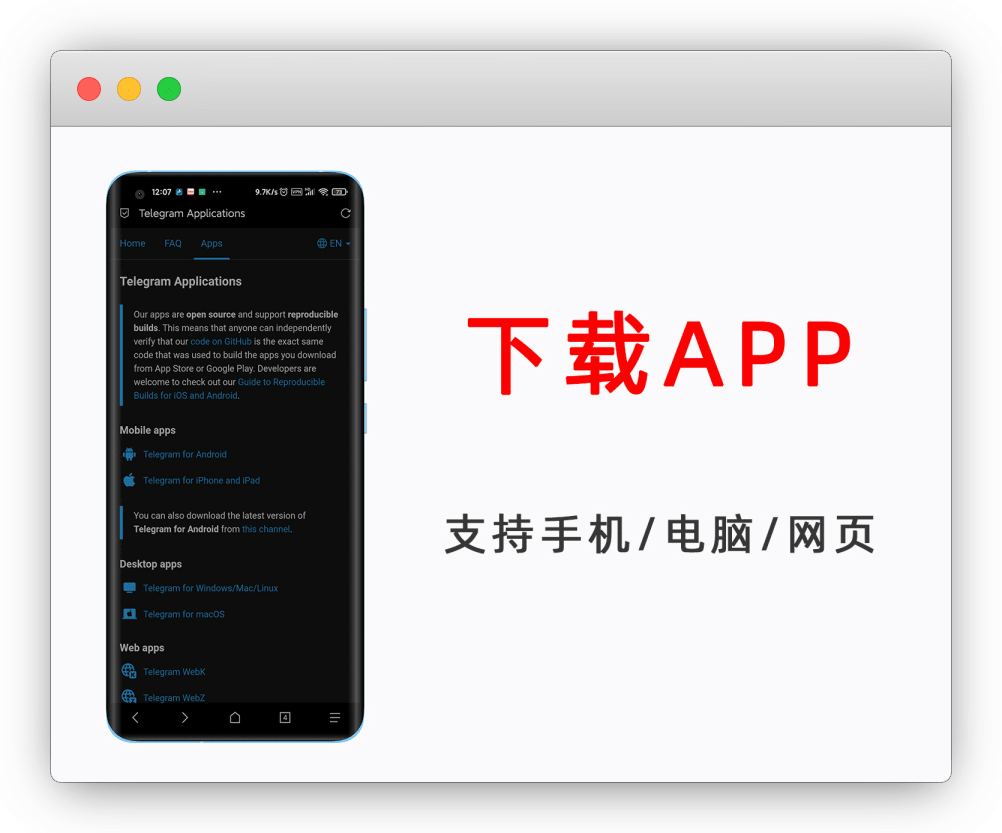 12:07
9.7K/s
Telegram Applications
Home FAQ Apps EN
Telegram Applications
Our apps are open source and support reproducible
builds. This means that anyone can independently
verify that our code on GitHub is the exact same
code that was used to build the apps you download
from App Store or Google Play. Developers are
welcome to check out our Guide to Reproducible
Builds for iOS and Android.
Mobile apps
Telegram for Android
Telegram for iPhone and iPad
You can also download the latest version of
Telegram for Android from this channel.
Desktop apps
Telegram for Windows/Mac/Linux
Telegram for macOS
Web apps
Telegram WebK
Telegram WebZ
4
下载APP
支持手机/电脑/网页